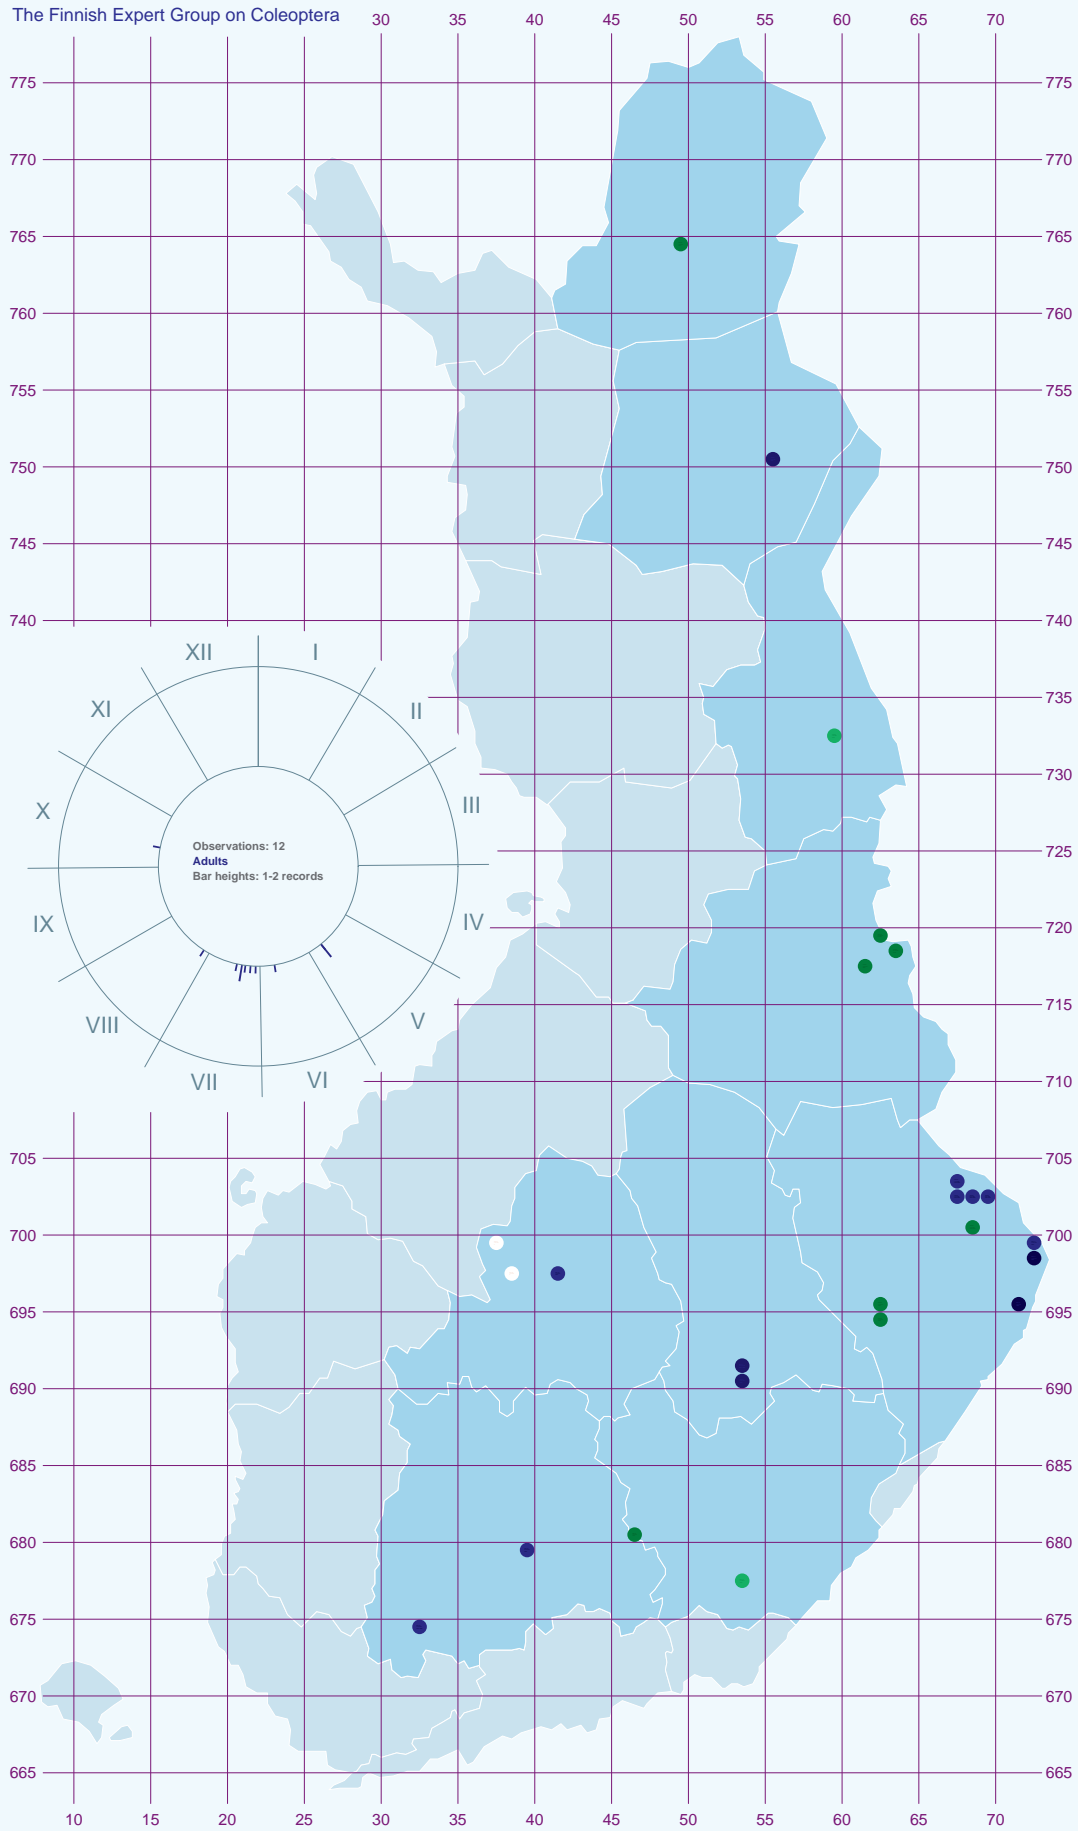 The Finnish Expert Group on Coleoptera
30 35 40 45 50 55 60 65 70
775 775
770 770
765 765
760 760
755 755
750 750
745 745
740 740
XII I
XI II
735
X III
730
Observations: 12
Adults
Bar heights: 1-2 records
725
IX IV
720
VIII V
715
VII VI
710
705 705
700 700
695 695
690 690
685 685
680 680
675 675
670 670
665 665
10 15 20 25 30 35 40 45 50 55 60 65 70